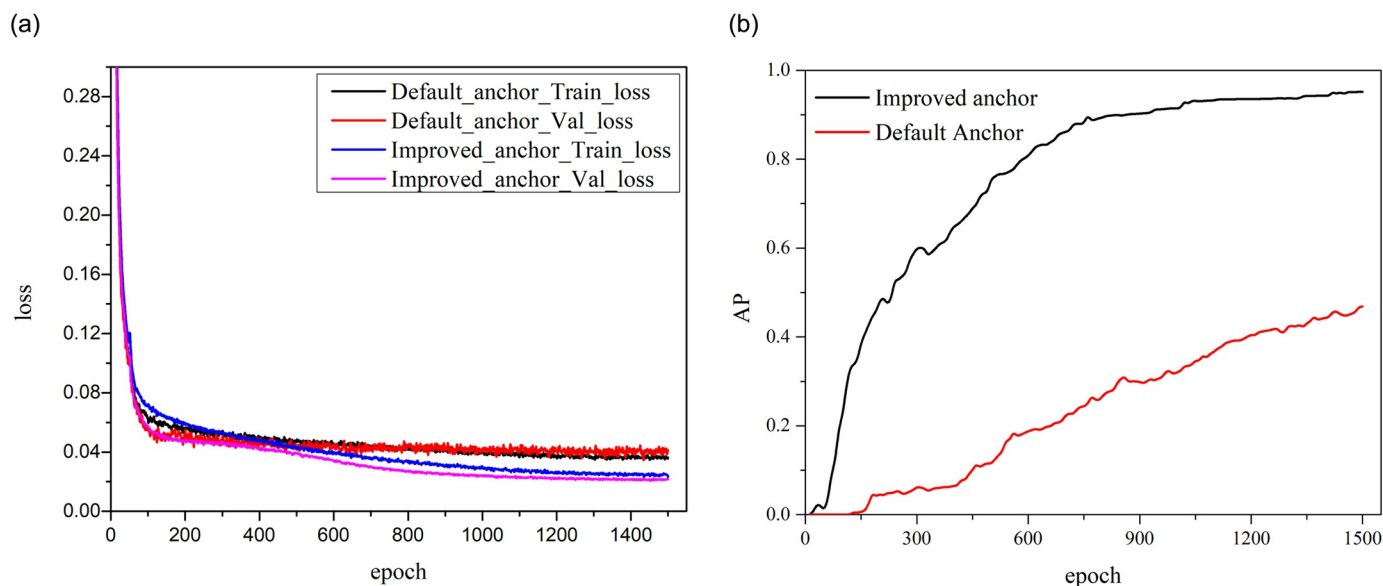 (a)
0.28
0.24
0.20
0.16
0.12
0.08
0.04
0.00
loss
Default_anchor_Train_loss
Default_anchor_Val_loss
Improved_anchor_Train_loss
Improved_anchor_Val_loss
0 200 400 600 800 1000 1200 1400
epoch
(b)
1.0
0.8
0.6
0.4
0.2
0.0
AP
Improved anchor
Default Anchor
0 300 600 900 1200 1500
epoch